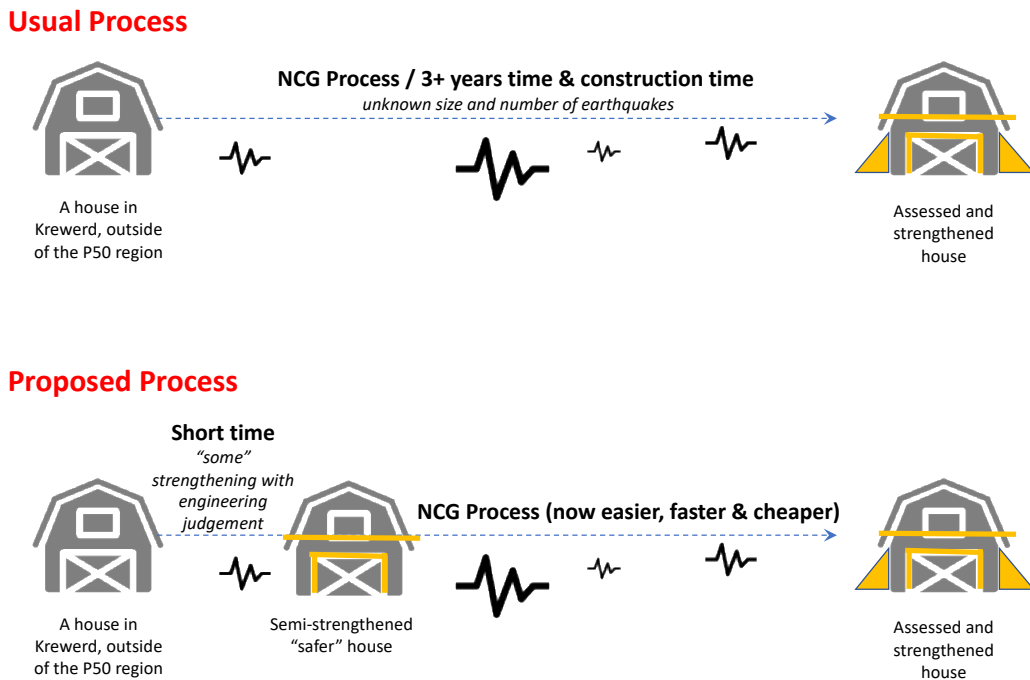 Usual Process
NCG Process / 3+ years time & construction time
unknown size and number of earthquakes
A house in
Krewerd, outside
of the P50 region
Assessed and
strengthened
house
Proposed Process
Short time
“some”
strengthening with
engineering
judgement
NCG Process (now easier, faster & cheaper)
A house in
Krewerd, outside
of the P50 region
Semi-strengthened
“safer” house
Assessed and
strengthened
house